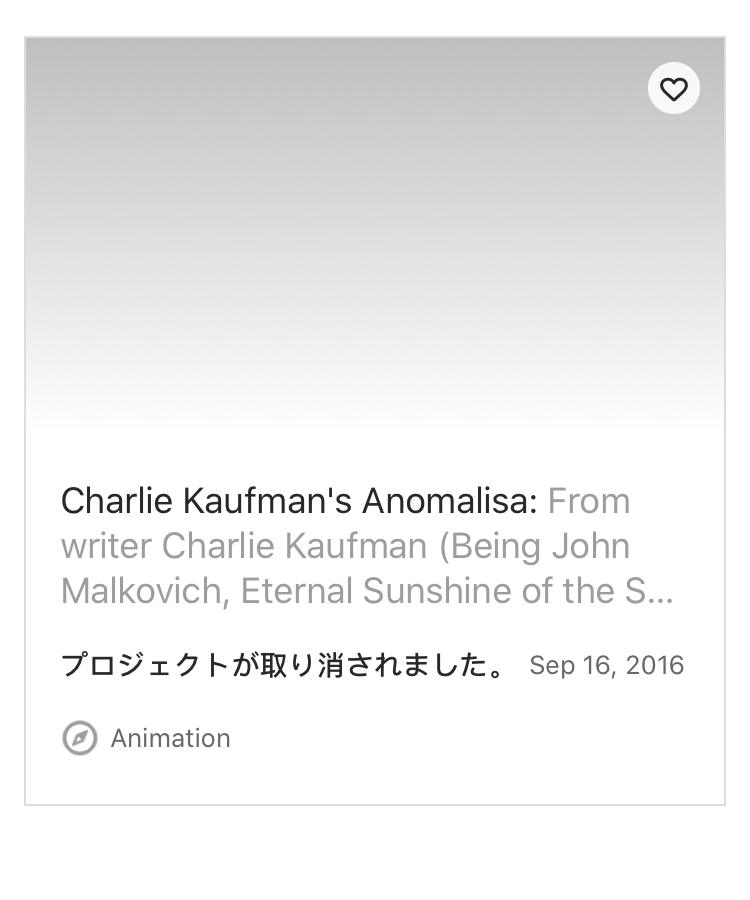 Charlie Kaufman's Anomalisa: From
writer Charlie Kaufman (Being John
Malkovich, Eternal Sunshine of the S...
プロジェクトが取り消されました。 Sep 16, 2016
Animation